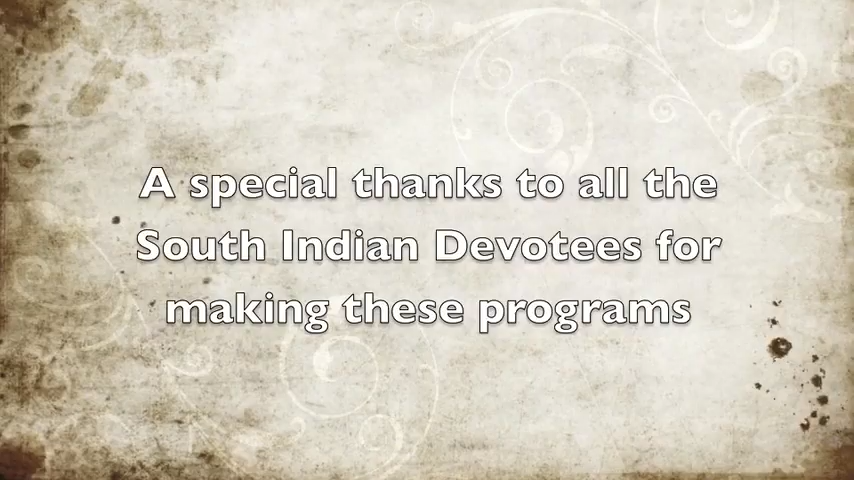 A special thanks to all the
South Indian Devotees for
making these programs